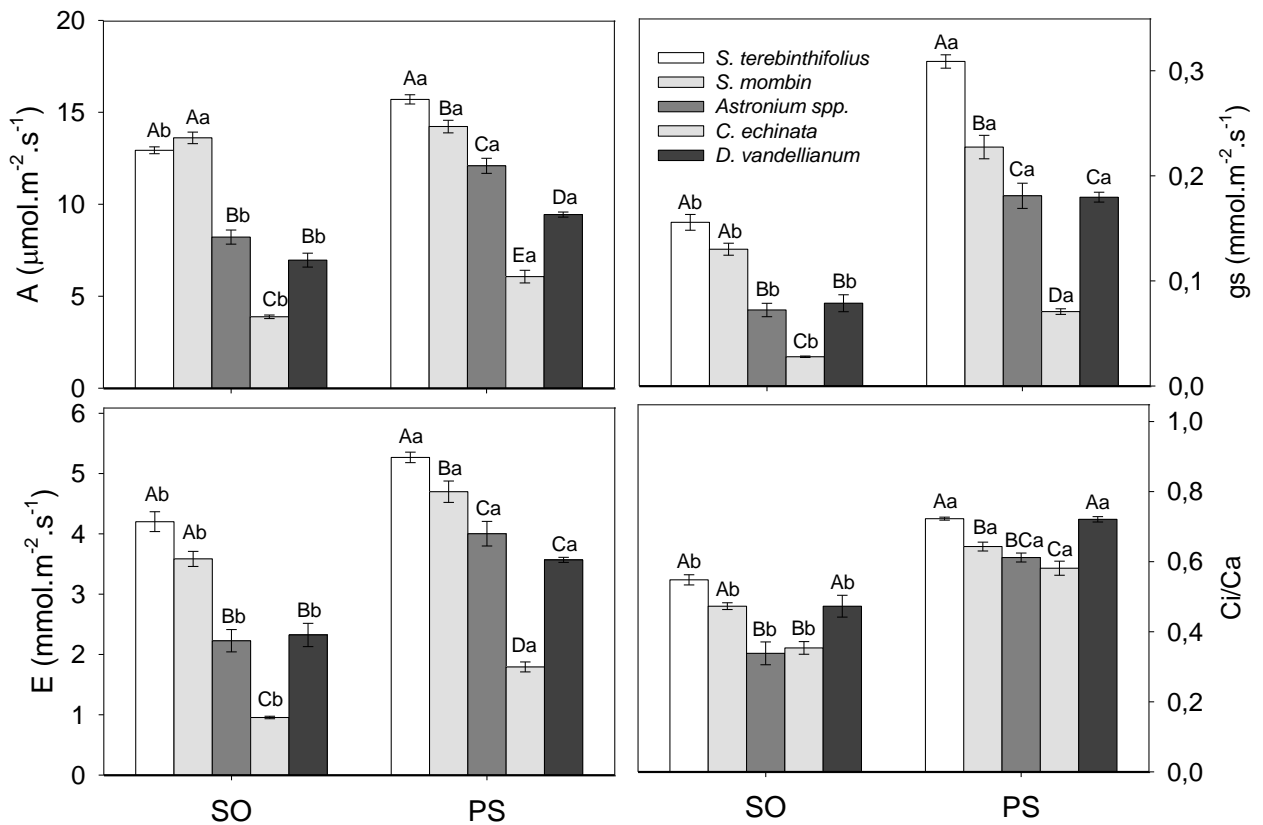 20
15
10
5
0
A (μmol.m-2.s-1)
Ab
Aa
Bb
Cb
Bb
Aa
Ba
Ca
Ea
Da
S. terebinthifolius
S. mombin
Astronium spp.
C. echinata
D. vandellianum
Ab
Ab
Bb
Cb
Bb
Aa
Ba
Ca
Da
Ca
0,3
0,2
0,1
0,0
gs (mmol.m-2.s-1)
6
5
4
3
2
1
0
E (mmol.m-2.s-1)
Ab
Ab
Bb
Cb
Bb
Aa
Ba
Ca
Da
Ca
SO
PS
Ab
Ab
Bb
Bb
Ab
Aa
Ba
BCa
Ca
Aa
1,0
0,8
0,6
0,4
0,2
0,0
Ci/Ca
SO
PS